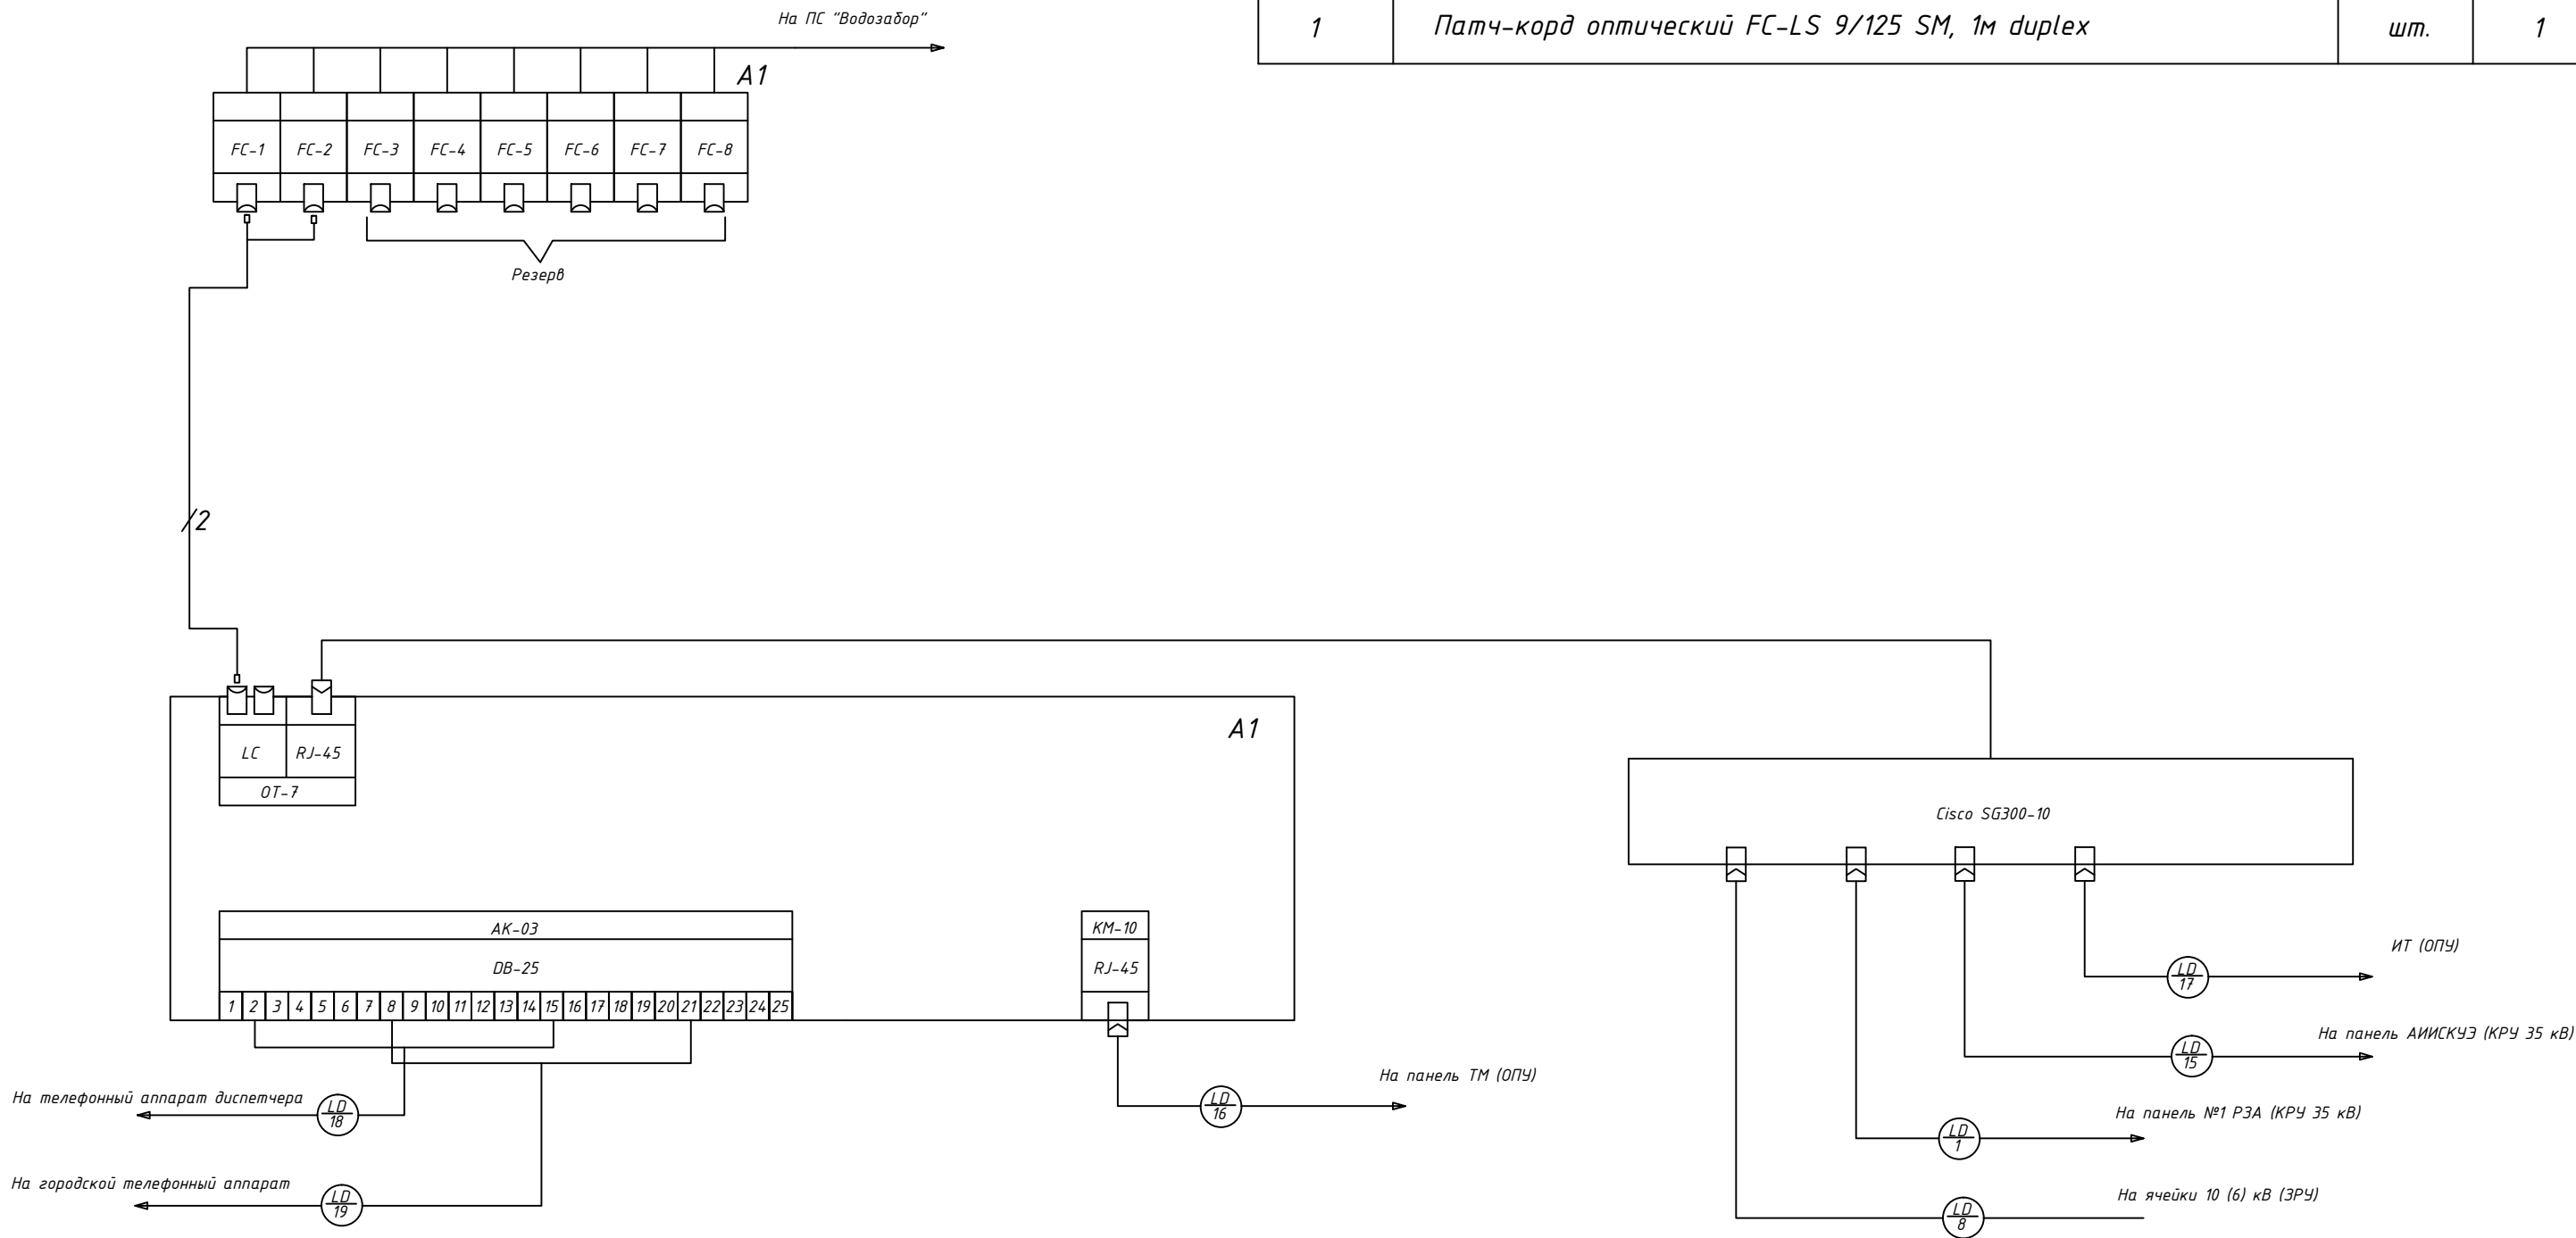 На ПС "Водозабор"
1 Патч-корд оптический FC-LS 9/125 SM, 1м duplex шт. 1
А1
FC-1 FC-2 FC-3 FC-4 FC-5 FC-6 FC-7 FC-8
Резерв
/2
А1
LC RJ-45
ОТ-7
Cisco SG300-10
АК-03
DB-25
1 2 3 4 5 6 7 8 9 10 11 12 13 14 15 16 17 18 19 20 21 22 23 24 25
КМ-10
RJ-45
ИТ (ОПУ)
LD
17
На панель АИИСКУЭ (КРУ 35 кВ)
LD
15
На панель ТМ (ОПУ)
LD
16
На телефонный аппарат диспетчера
LD
18
На панель №1 РЗА (КРУ 35 кВ)
LD
1
На городской телефонный аппарат
LD
19
На ячейки 10 (6) кВ (ЗРУ)
LD
8